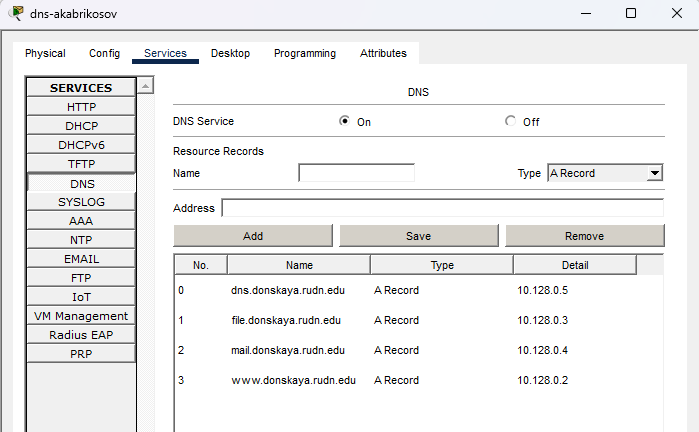 dns-akabrikosov
Physical Config Services Desktop Programming Attributes
SERVICES
HTTP
DHCP
DHCPv6
TFTP
DNS
SYSLOG
AAA
NTP
EMAIL
FTP
IoT
VM Management
Radius EAP
PRP
DNS
DNS Service On Off
Resource Records
Name Type A Record
Address
Add Save Remove
No. Name Type Detail
0 dns.donskaya.rudn.edu A Record 10.128.0.5
1 file.donskaya.rudn.edu A Record 10.128.0.3
2 mail.donskaya.rudn.edu A Record 10.128.0.4
3 www.donskaya.rudn.edu A Record 10.128.0.2